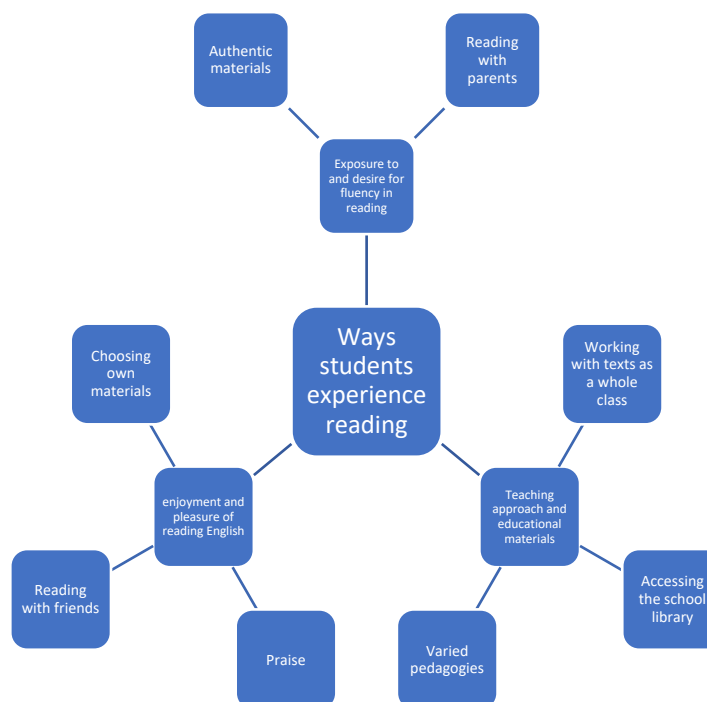 Authentic
materials
Reading
with
parents
Exposure to
and desire for
fluency in
reading
Ways
students
experience
reading
Choosing
own
materials
Working
with texts as
a whole
class
enjoyment and
pleasure of
reading English
Teaching
approach and
educational
materials
Reading
with friends
Accessing
the school
library
Praise
Varied
pedagogies